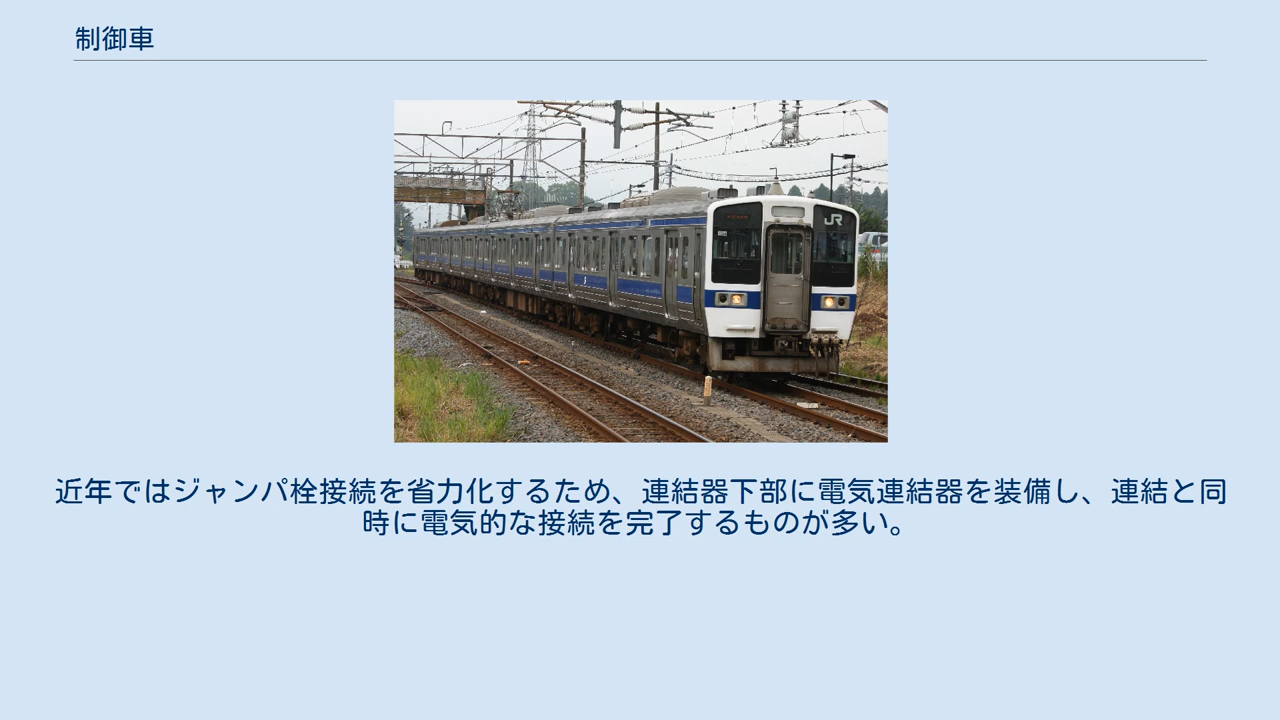 制御車
JR
近年ではジャンパ栓接続を省力化するため、連結器下部に電気連結器を装備し、連結と同
時に電気的な接続を完了するものが多い。